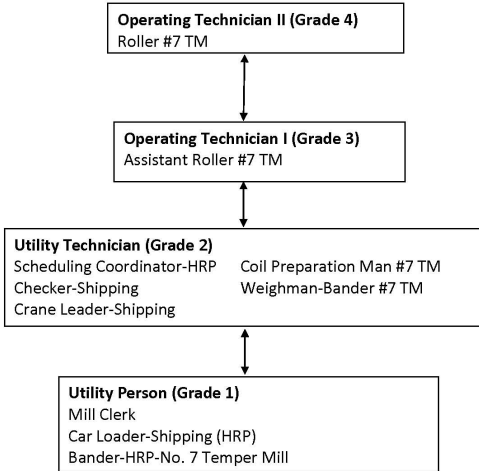 Operating Technician II (Grade 4)
Roller #7 TM
Operating Technician I (Grade 3)
Assistant Roller #7 TM
Utility Technician (Grade 2)
Scheduling Coordinator-HRP Coil Preparation Man #7 TM
Checker-Shipping Weighman-Bander #7 TM
Crane Leader-Shipping
Utility Person (Grade 1)
Mill Clerk
Car Loader-Shipping (HRP)
Bander-HRP-No. 7 Temper Mill